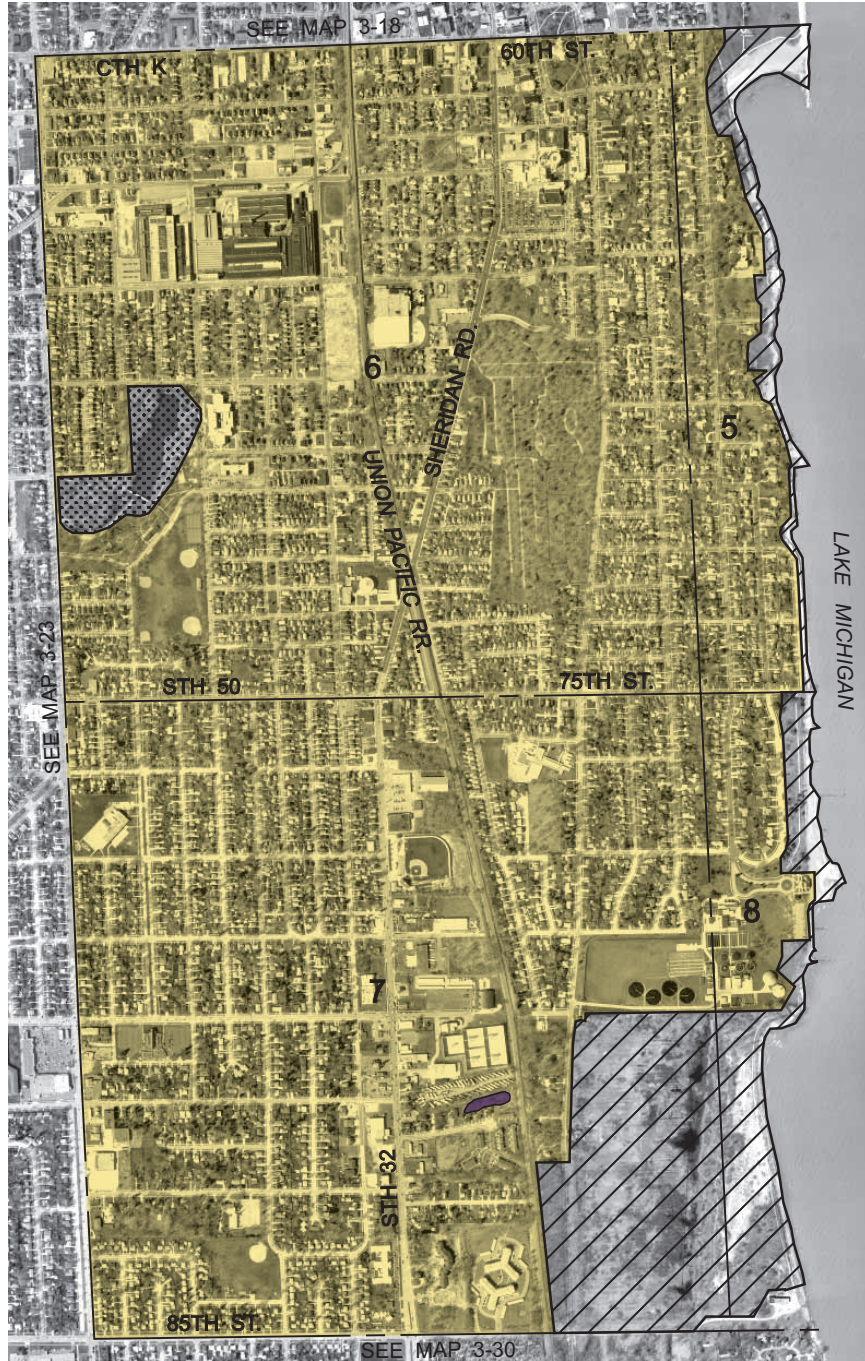 SEE MAP 3-18
CTH K
60TH ST.
6
SHERIDAN RD.
5
UNION PACIFIC RR.
LAKE MICHIGAN
SEE MAP 3-23
STH 50
75TH ST.
8
7
STH 32
85TH ST.
SEE MAP 3-30